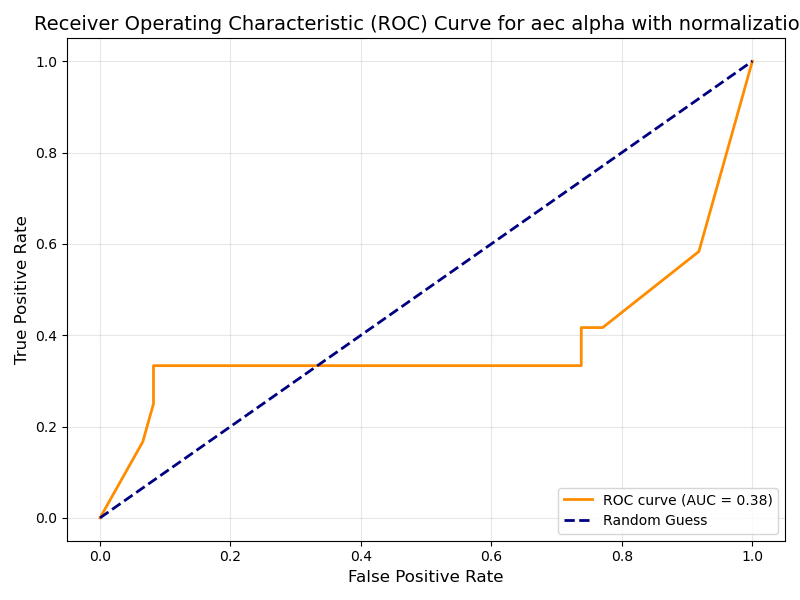 Receiver Operating Characteristic (ROC) Curve for aec alpha with normalizatio
1.0
0.8
0.6
0.4
0.2
0.0
True Positive Rate
0.0 0.2 0.4 0.6 0.8 1.0
False Positive Rate
ROC curve (AUC = 0.38)
Random Guess